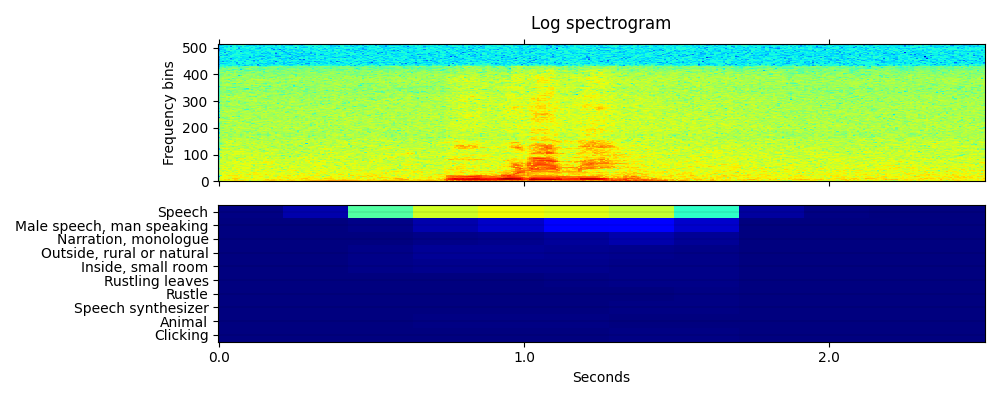 Log spectrogram
500
400
300
200
100
0
Frequency bins
Speech
Male speech, man speaking
Narration, monologue
Outside, rural or natural
Inside, small room
Rustling leaves
Rustle
Speech synthesizer
Animal
Clicking
0.0 1.0 2.0
Seconds